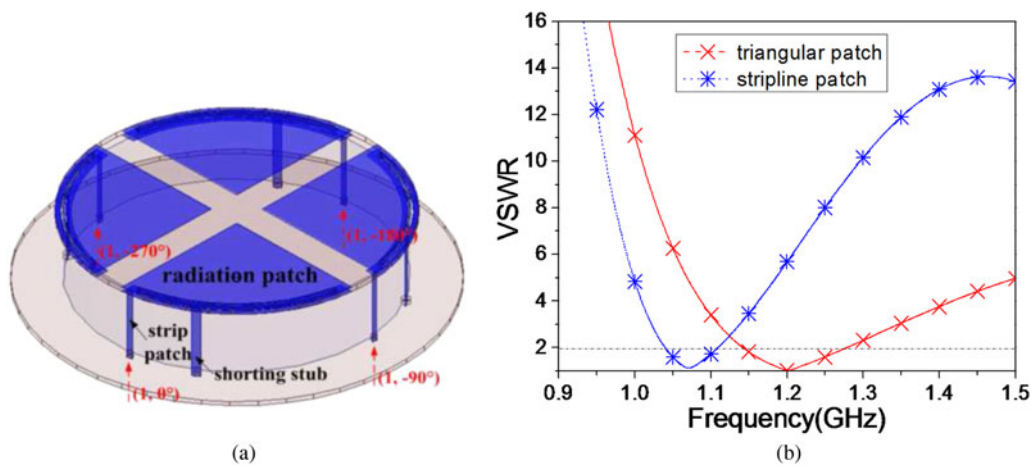 (1, -270°)
(1, -180°)
radiation patch
strip
patch
shorting stub
(1, 0°)
(1, -90°)
(a)
16
14
12
10
8
6
4
2
VSWR
triangular patch
stripline patch
0.9 1.0 1.1 1.2 1.3 1.4 1.5
Frequency(GHz)
(b)